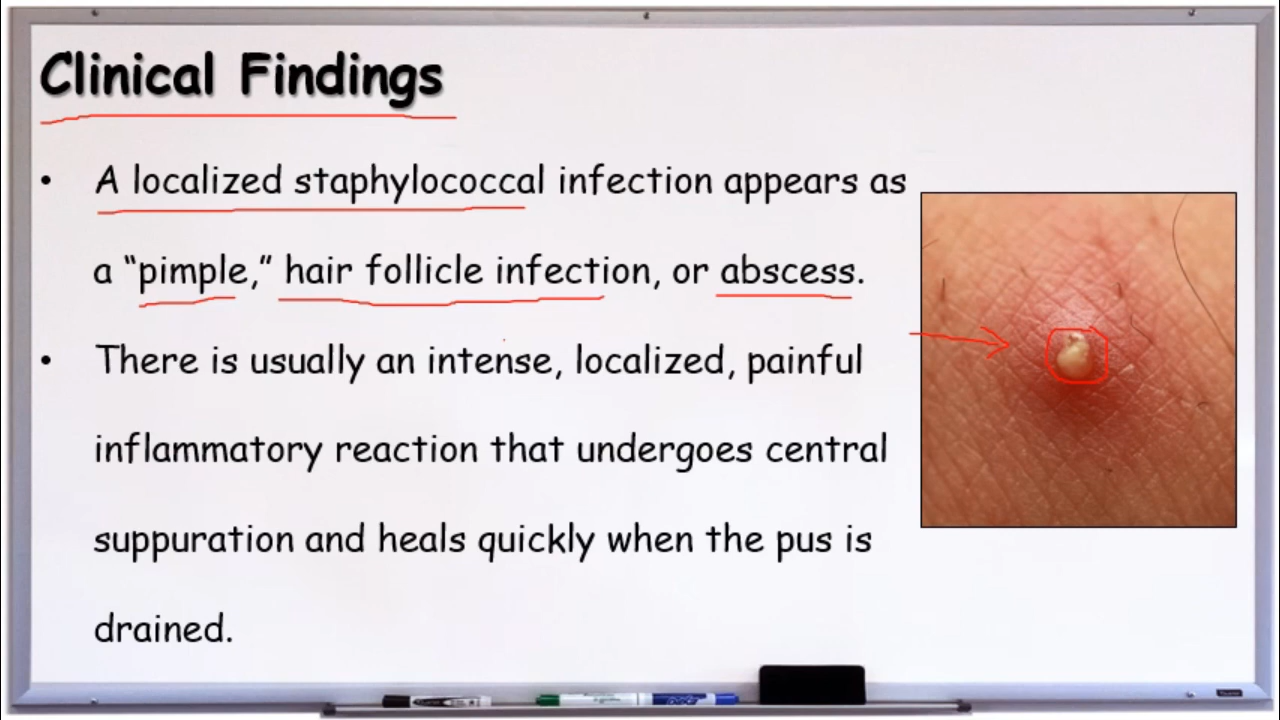 Clinical Findings
• A localized staphylococcal infection appears as
a “pimple,” hair follicle infection, or abscess.
• There is usually an intense, localized, painful
inflammatory reaction that undergoes central
suppuration and heals quickly when the pus is
drained.